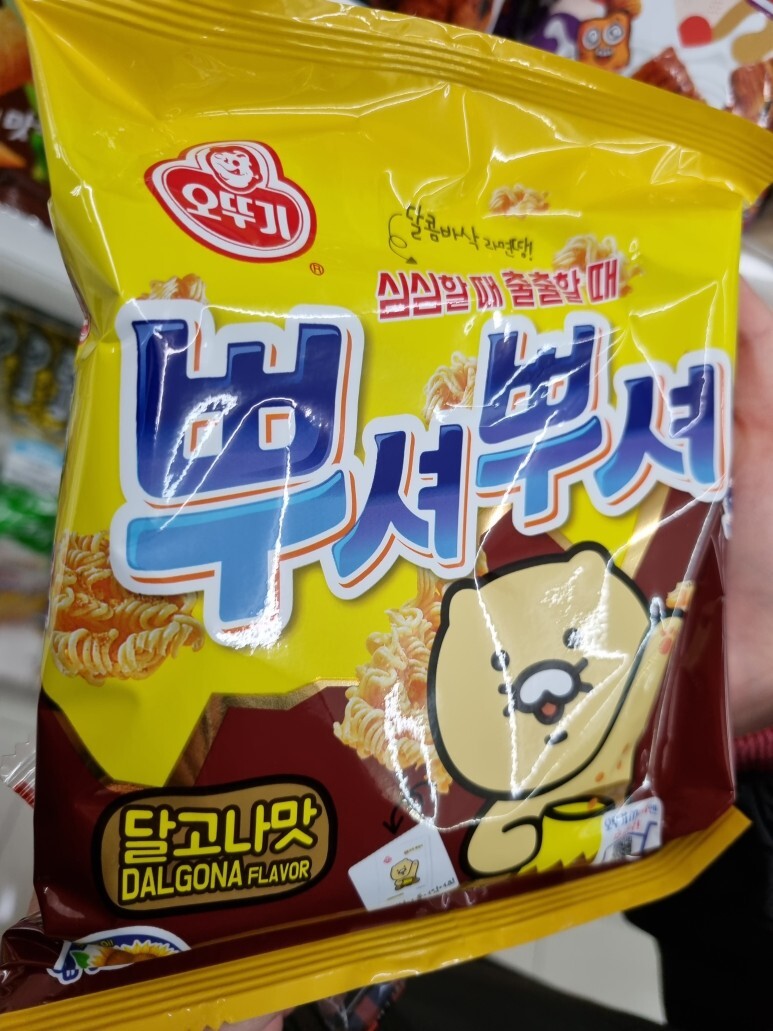 오뚜기
®
달콤바삭 라면땅!
심심할 때 출출할 때
뿌셔뿌셔
달고나맛
DALGONA FLAVOR
맛